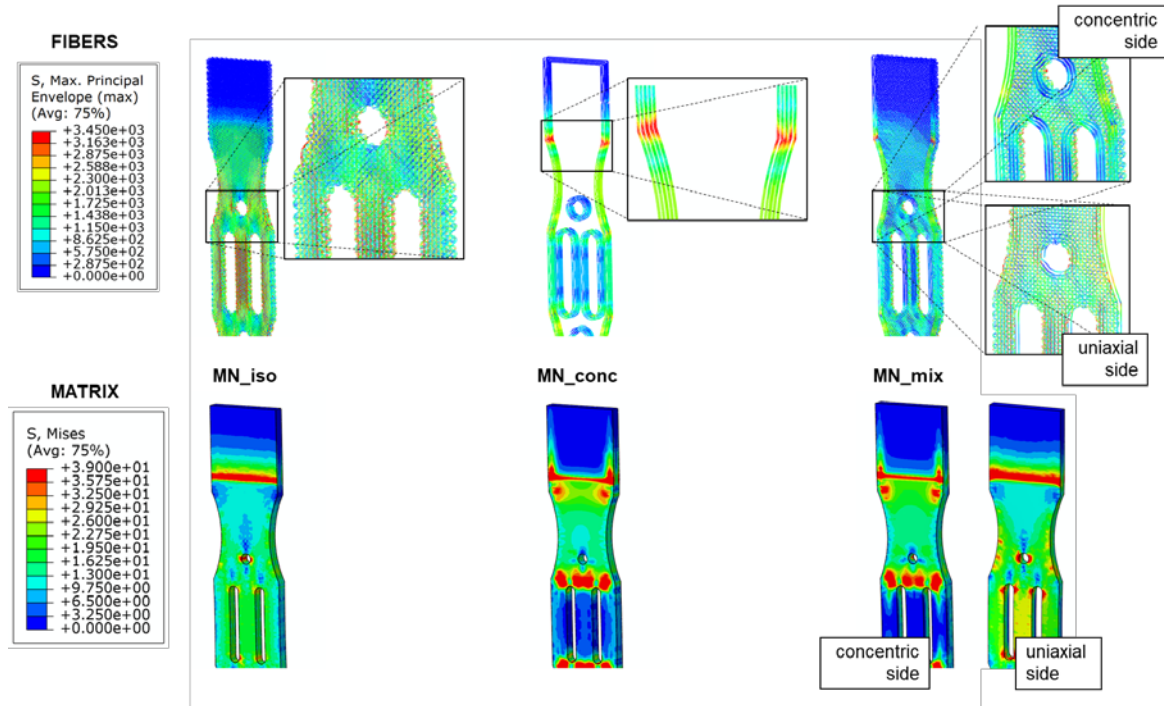 FIBERS
S, Max. Principal
Envelope (max)
(Avg: 75%)
+3.450e+03
+3.163e+03
+2.875e+03
+2.588e+03
+2.300e+03
+2.013e+03
+1.725e+03
+1.438e+03
+1.150e+03
+8.625e+02
+5.750e+02
+2.875e+02
+0.000e+00
concentric
side
uniaxial
side
MN_iso
MN_conc
MN_mix
MATRIX
S, Mises
(Avg: 75%)
+3.900e+01
+3.575e+01
+3.250e+01
+2.925e+01
+2.600e+01
+2.275e+01
+1.950e+01
+1.625e+01
+1.300e+01
+9.750e+00
+6.500e+00
+3.250e+00
+0.000e+00
concentric
side
uniaxial
side